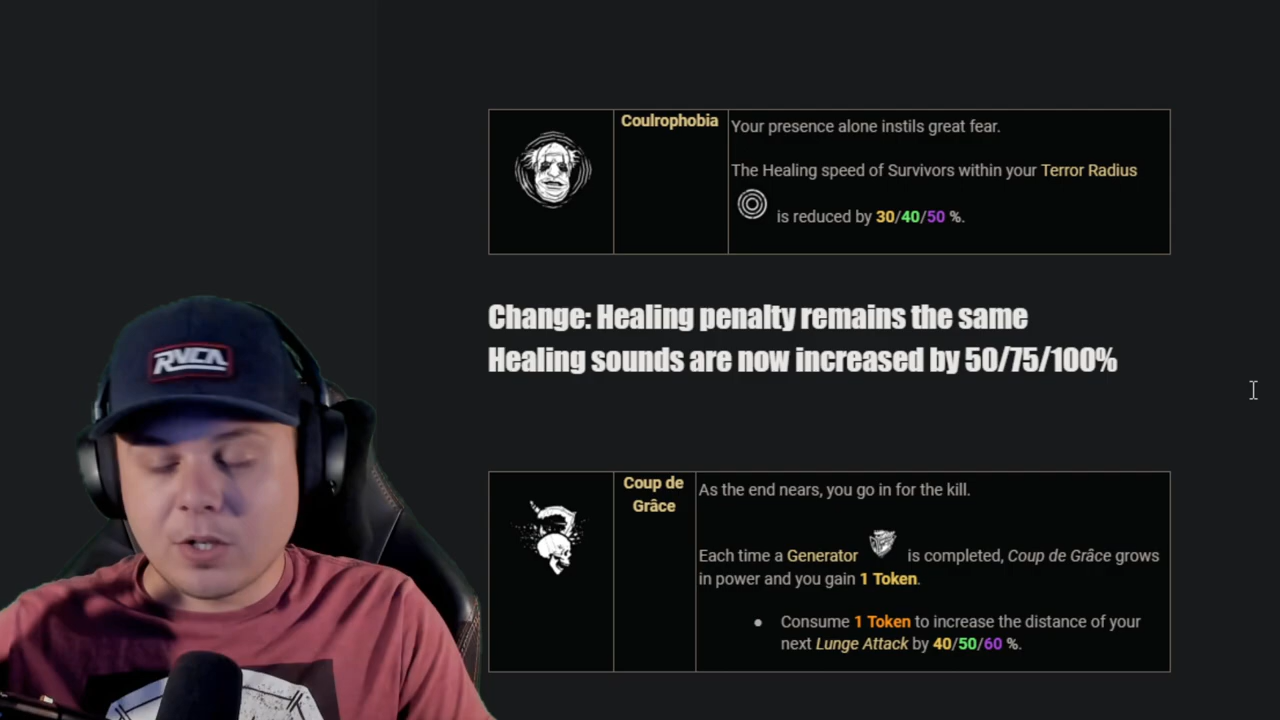 Coulrophobia
Your presence alone instils great fear.
The Healing speed of Survivors within your Terror Radius
is reduced by 30/40/50 %.
Change: Healing penalty remains the same
Healing sounds are now increased by 50/75/100%
RVCA
Coup de
Grâce
As the end nears, you go in for the kill.
Each time a Generator is completed, Coup de Grâce grows
in power and you gain 1 Token.
• Consume 1 Token to increase the distance of your
next Lunge Attack by 40/50/60 %.